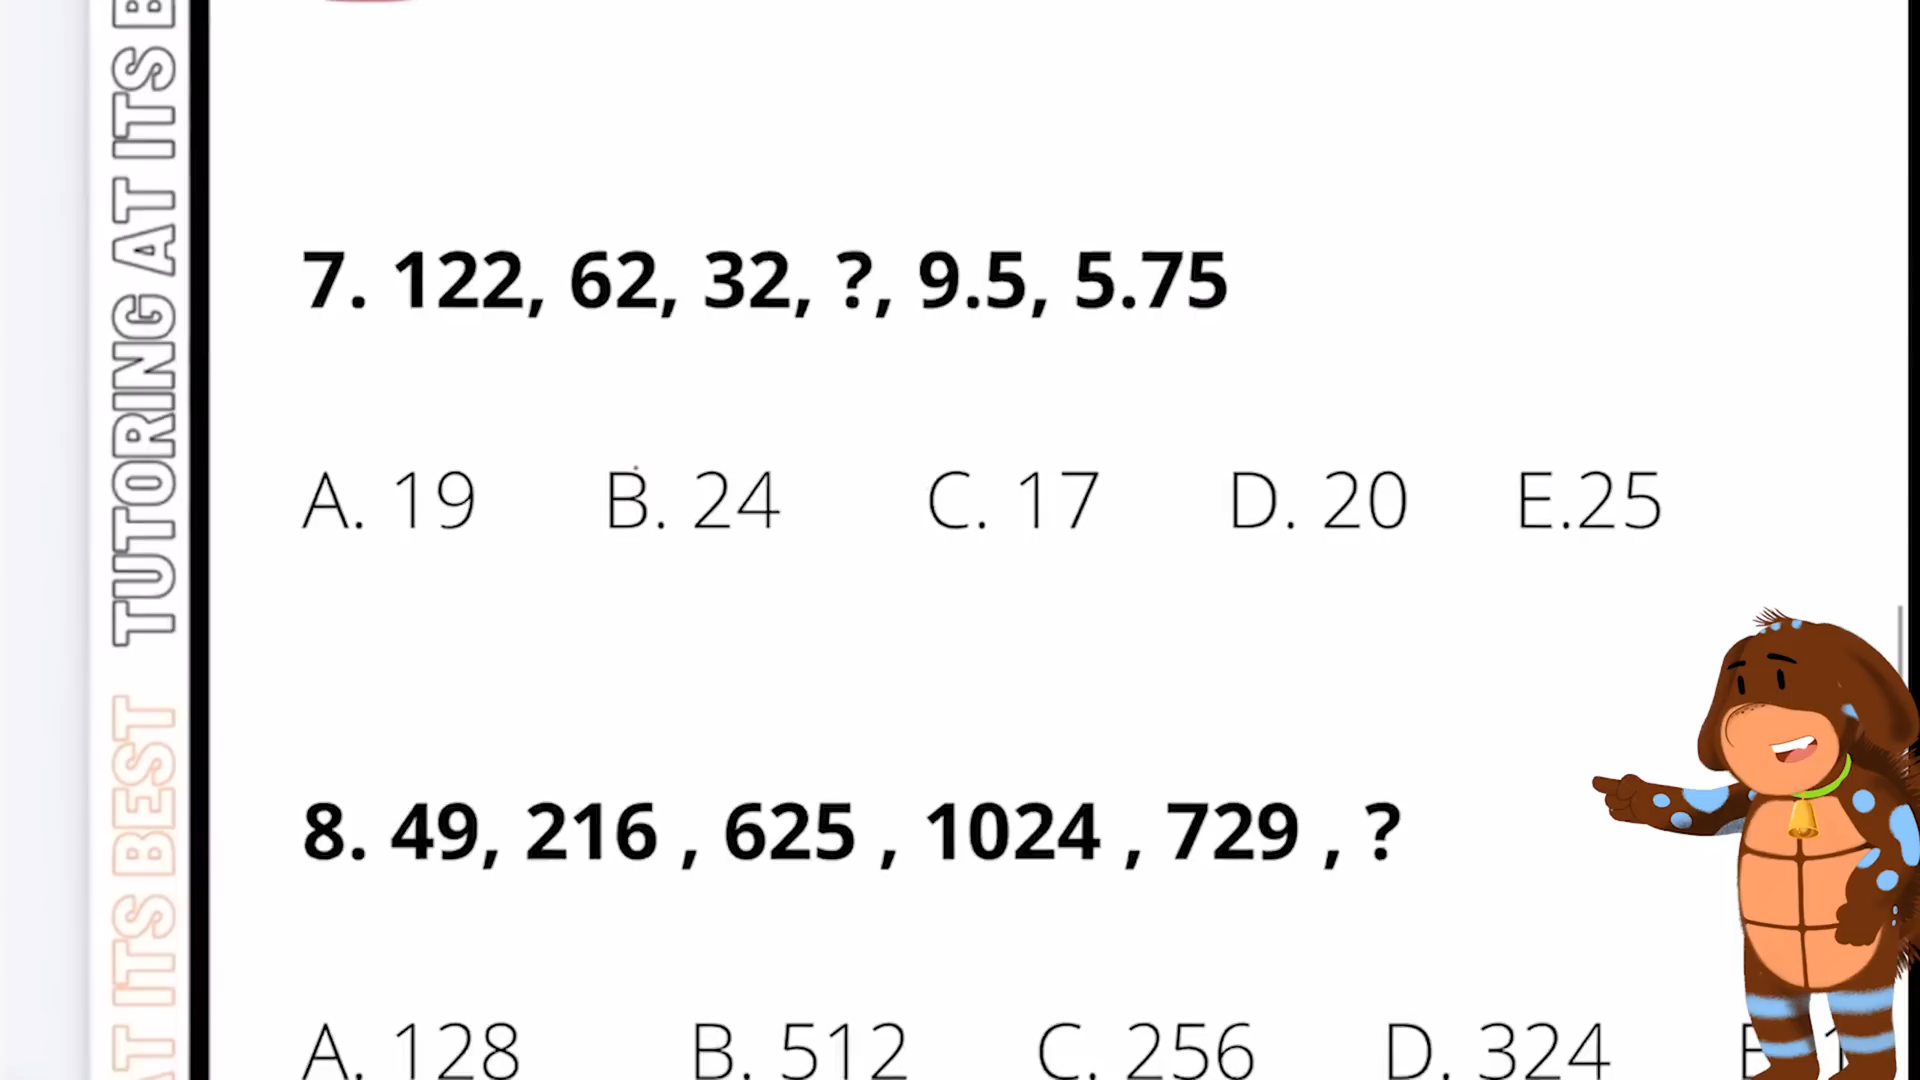 TUTORING AT ITS B
AT ITS BEST
7. 122, 62, 32, ?, 9.5, 5.75
A. 19 B. 24 C. 17 D. 20 E.25
8. 49, 216 , 625 , 1024 , 729 , ?
A. 128 B. 512 C. 256 D. 324